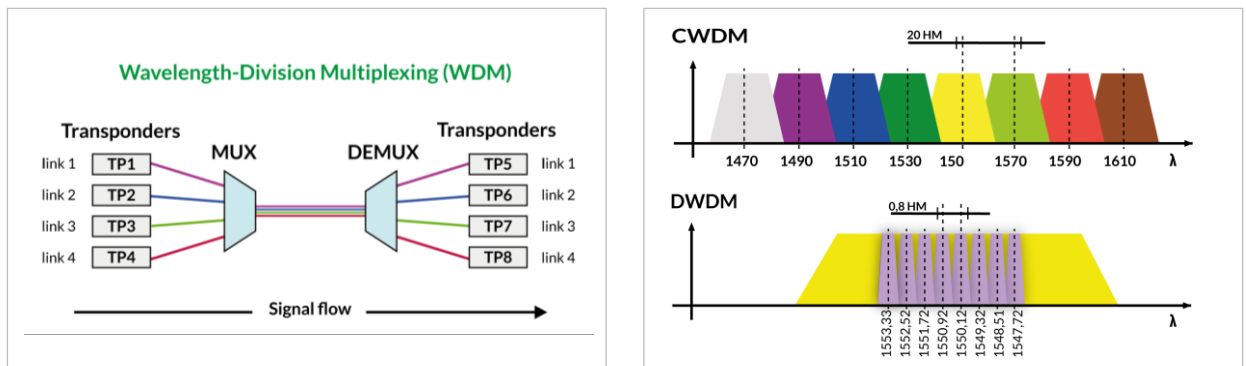 Wavelength-Division Multiplexing (WDM)
Transponders
Transponders
MUX
DEMUX
link 1 TP1
TP5 link 1
link 2 TP2
TP6 link 2
link 3 TP3
TP7 link 3
link 4 TP4
TP8 link 4
Signal flow
CWDM
20 HM
1470 1490 1510 1530 150 1570 1590 1610 λ
DWDM
0,8 HM
λ
1553,33
1552,52
1551,72
1550,92
1550,12
1549,32
1548,51
1547,72